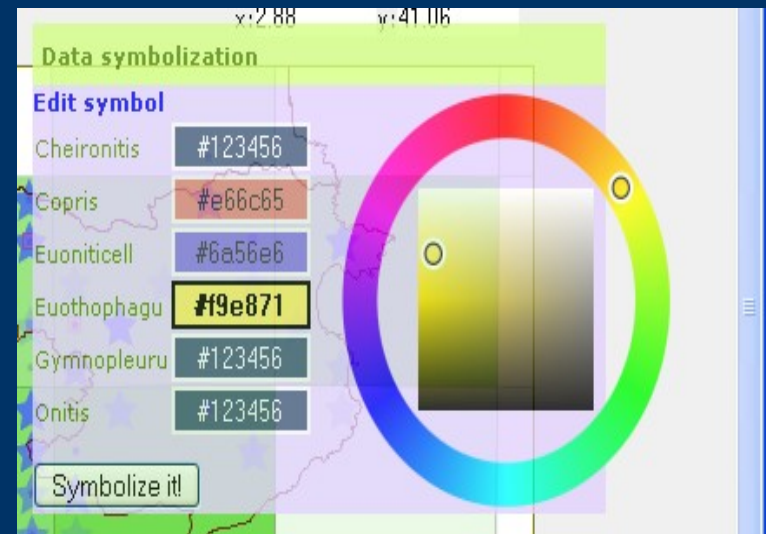 x:2.88 y:41.06
Data symbolization
Edit symbol
Cheironitis #123456
Copris #e66c65
Euoniticell #6a56e6
Euothophagu #f9e871
Gymnopleuru #123456
Onitis #123456
Symbolize it!